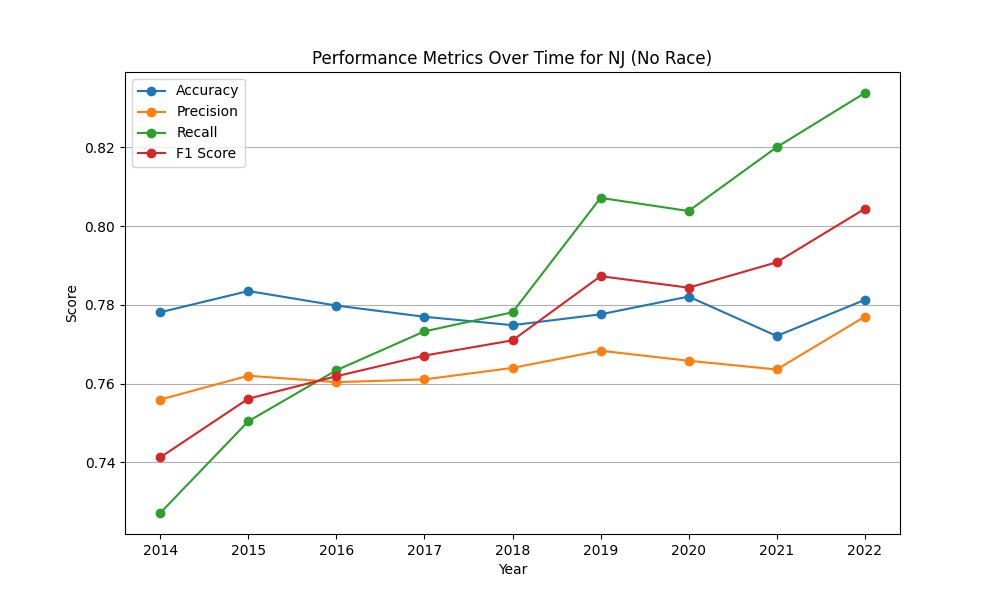 Performance Metrics Over Time for NJ (No Race)
Accuracy
Precision
Recall
F1 Score
0.82
0.80
0.78
0.76
0.74
Score
2014 2015 2016 2017 2018 2019 2020 2021 2022
Year